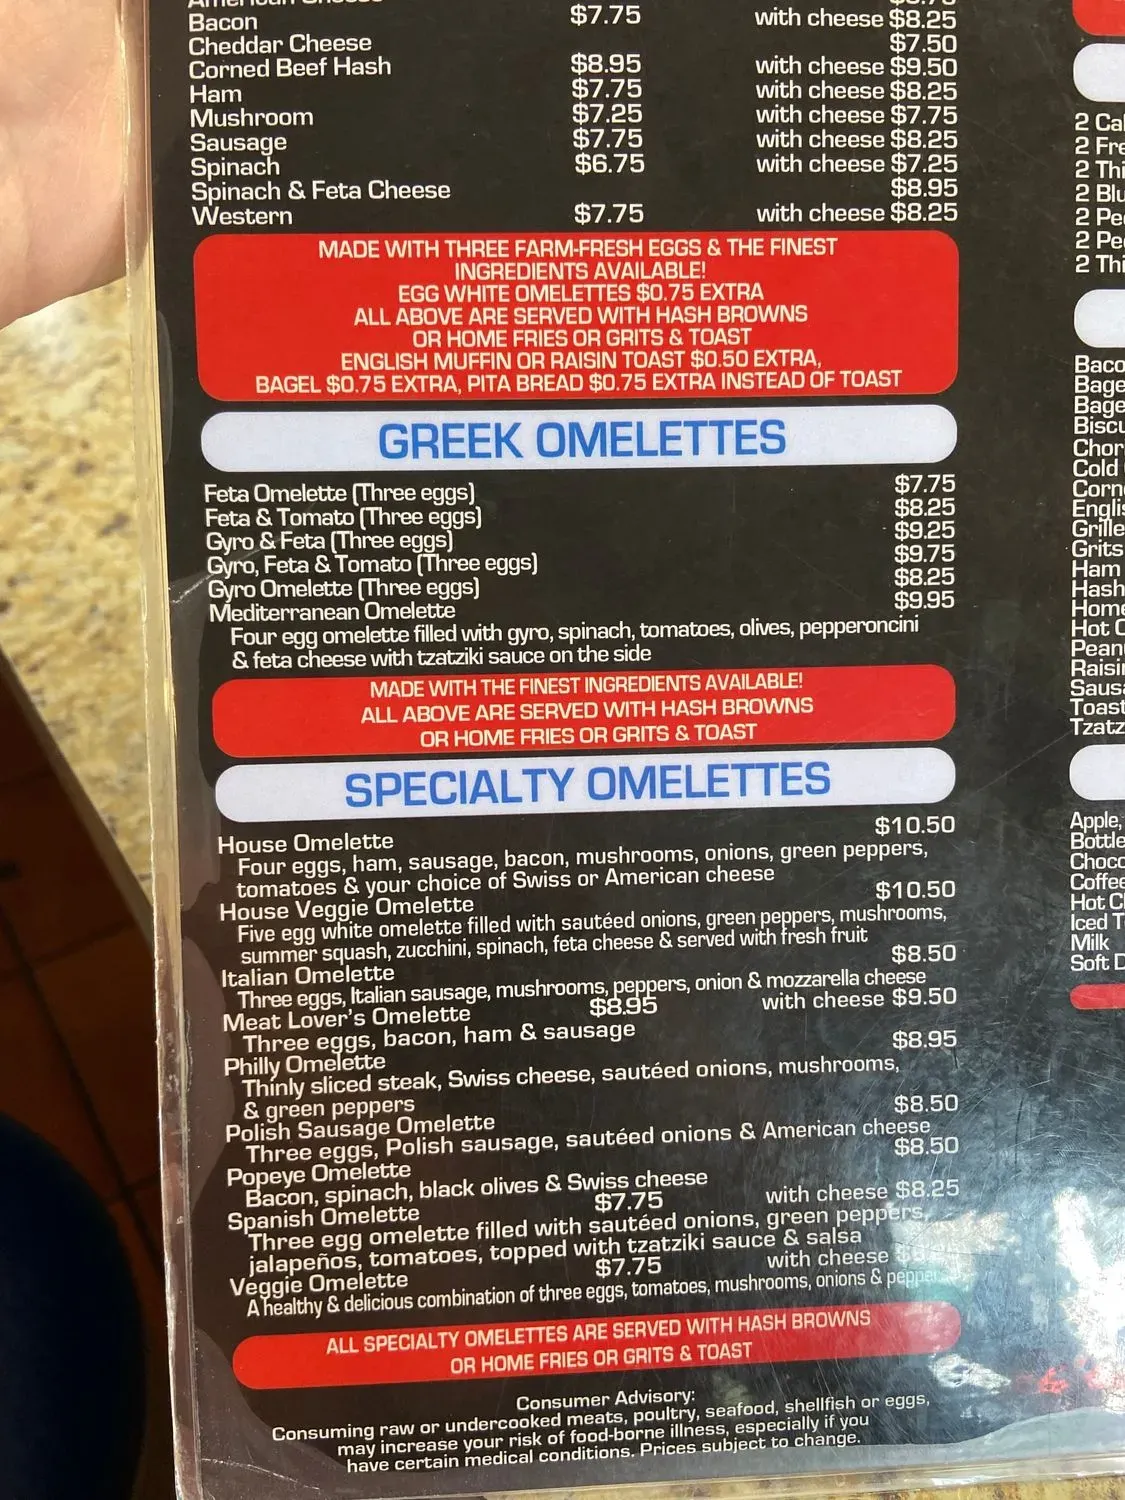 American Cheese
Bacon $7.75 with cheese $8.25
Cheddar Cheese $7.50
Corned Beef Hash $8.95 with cheese $9.50
Ham $7.75 with cheese $8.25
Mushroom $7.25 with cheese $7.75
Sausage $7.75 with cheese $8.25
Spinach $6.75 with cheese $7.25
Spinach & Feta Cheese $8.95
Western $7.75 with cheese $8.25
MADE WITH THREE FARM-FRESH EGGS & THE FINEST
INGREDIENTS AVAILABLE!
EGG WHITE OMELETTES $0.75 EXTRA
ALL ABOVE ARE SERVED WITH HASH BROWNS
OR HOME FRIES OR GRITS & TOAST
ENGLISH MUFFIN OR RAISIN TOAST $0.50 EXTRA,
BAGEL $0.75 EXTRA, PITA BREAD $0.75 EXTRA INSTEAD OF TOAST
GREEK OMELETTES
Feta Omelette (Three eggs) $7.75
Feta & Tomato (Three eggs) $8.25
Gyro & Feta (Three eggs) $9.25
Gyro, Feta & Tomato (Three eggs) $9.75
Gyro Omelette (Three eggs) $8.25
Mediterranean Omelette $9.95
Four egg omelette filled with gyro, spinach, tomatoes, olives, pepperoncini
& feta cheese with tzatziki sauce on the side
MADE WITH THE FINEST INGREDIENTS AVAILABLE!
ALL ABOVE ARE SERVED WITH HASH BROWNS
OR HOME FRIES OR GRITS & TOAST
SPECIALTY OMELETTES
House Omelette $10.50
Four eggs, ham, sausage, bacon, mushrooms, onions, green peppers,
tomatoes & your choice of Swiss or American cheese
House Veggie Omelette $10.50
Five egg white omelette filled with sautéed onions, green peppers, mushrooms,
summer squash, zucchini, spinach, feta cheese & served with fresh fruit
Italian Omelette $8.50
Three eggs, Italian sausage, mushrooms, peppers, onion & mozzarella cheese
Meat Lover's Omelette $8.95 with cheese $9.50
Three eggs, bacon, ham & sausage
Philly Omelette $8.95
Thinly sliced steak, Swiss cheese, sautéed onions, mushrooms,
& green peppers
Polish Sausage Omelette $8.50
Three eggs, Polish sausage, sautéed onions & American cheese
Popeye Omelette $8.50
Bacon, spinach, black olives & Swiss cheese
Spanish Omelette $7.75 with cheese $8.25
Three egg omelette filled with sautéed onions, green peppers,
jalapeños, tomatoes, topped with tzatziki sauce & salsa
Veggie Omelette $7.75 with cheese
A healthy & delicious combination of three eggs, tomatoes, mushrooms, onions & pepper
ALL SPECIALTY OMELETTES ARE SERVED WITH HASH BROWNS
OR HOME FRIES OR GRITS & TOAST
Consumer Advisory:
Consuming raw or undercooked meats, poultry, seafood, shellfish or eggs,
may increase your risk of food-borne illness, especially if you
have certain medical conditions. Prices subject to change.
2
2
2
2
2
2
2
Grits
Ham
Toast
Apple,
Coffee
Milk
Soft